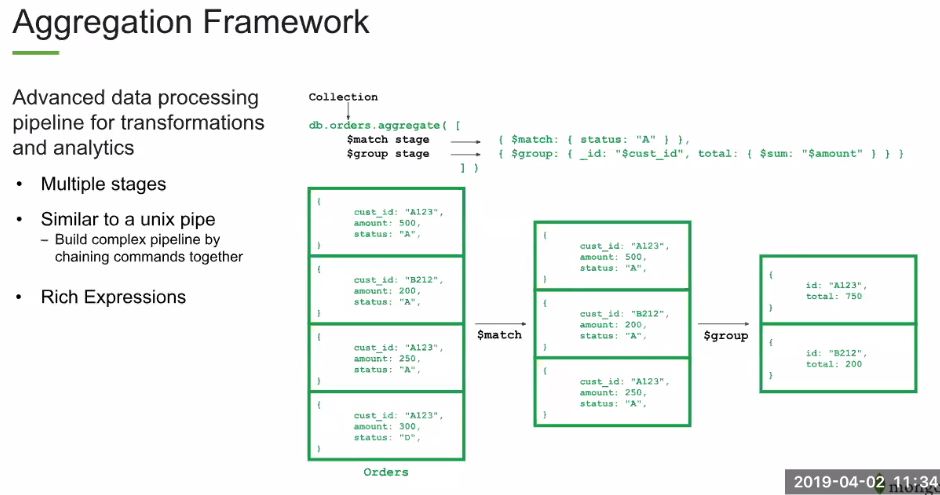 Aggregation Framework
Advanced data processing
pipeline for transformations
and analytics
• Multiple stages
• Similar to a unix pipe
– Build complex pipeline by
chaining commands together
• Rich Expressions
Collection
db.orders.aggregate( [
$match stage { $match: { status: "A" } },
$group stage { $group: { _id: "$cust_id", total: { $sum: "$amount" } } }
] )
{
cust_id: "A123",
amount: 500,
status: "A",
}
{
cust_id: "B212",
amount: 200,
status: "A",
}
{
cust_id: "A123",
amount: 250,
status: "A",
}
{
cust_id: "A123",
amount: 300,
status: "D",
}
Orders
$match
{
cust_id: "A123",
amount: 500,
status: "A",
}
{
cust_id: "B212",
amount: 200,
status: "A",
}
{
cust_id: "A123",
amount: 250,
status: "A",
}
$group
{
id: "A123",
total: 750
}
{
id: "B212",
total: 200
}
2019-04-02 11:34